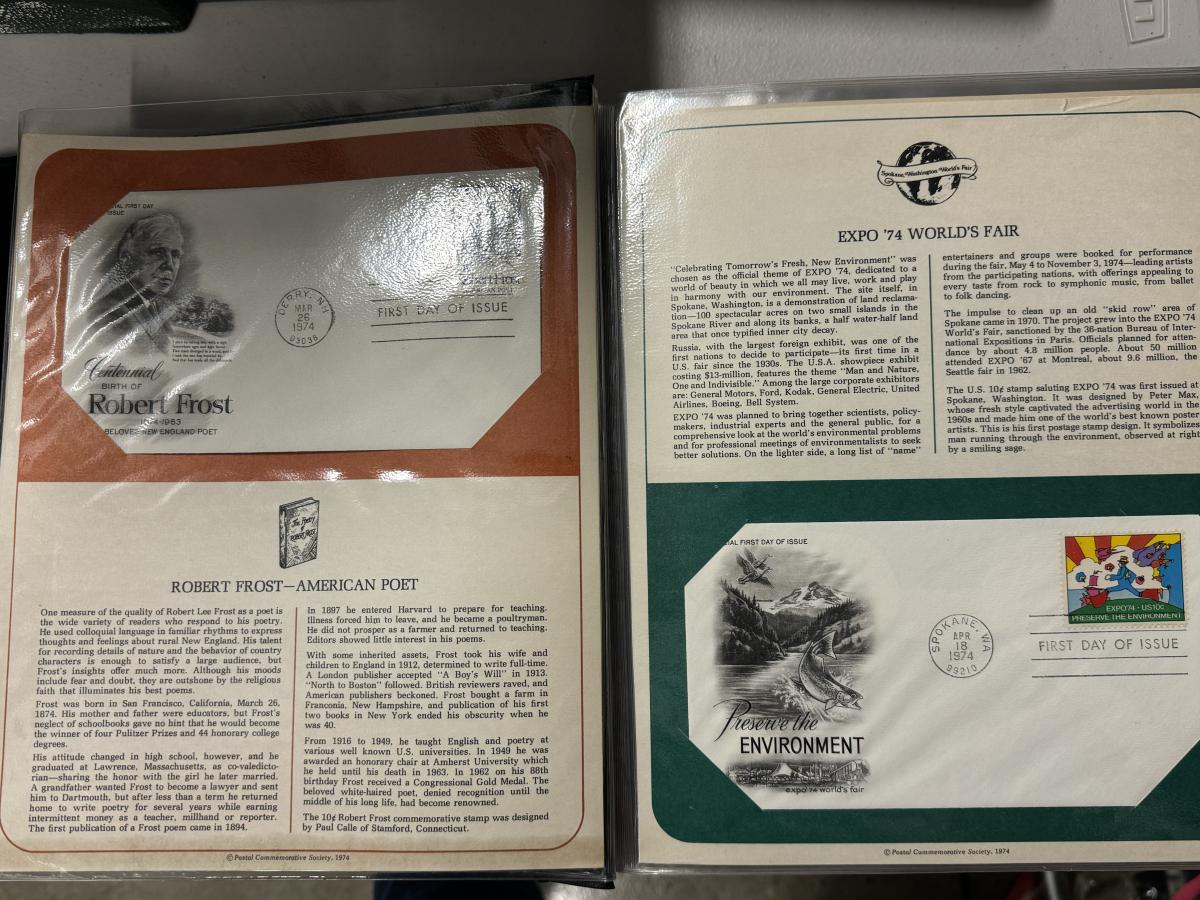 ISSUE
DERRY, NH
MAR
26
1974
03038
FIRST DAY OF ISSUE
Centennial
BIRTH OF
Robert Frost
BELOVED NEW ENGLAND POET
The Poetry
of
ROBERT FROST
ROBERT FROST—AMERICAN POET
One measure of the quality of Robert Lee Frost as a poet is
the wide variety of readers who respond to his poetry.
He used colloquial language in familiar rhythms to express
thoughts and feelings about rural New England. His talent
for recording details of nature and the behavior of country
characters is enough to satisfy a large audience, but
Frost's insights offer much more. Although his moods
include fear and doubt, they are outshone by the religious
faith that illuminates his best poems.
Frost was born in San Francisco, California, March 26,
1874. His mother and father were educators, but Frost's
neglect of schoolbooks gave no hint that he would become
the winner of four Pulitzer Prizes and 44 honorary college
degrees.
His attitude changed in high school, however, and he
graduated at Lawrence, Massachusetts, as co-valedicto-
rian—sharing the honor with the girl he later married.
A grandfather wanted Frost to become a lawyer and sent
him to Dartmouth, but after less than a term he returned
home to write poetry for several years while earning
intermittent money as a teacher, millhand or reporter.
The first publication of a Frost poem came in 1894.
In 1897 he entered Harvard to prepare for teaching.
Illness forced him to leave, and he became a poultryman.
He did not prosper as a farmer and returned to teaching.
Editors showed little interest in his poems.
With some inherited assets, Frost took his wife and
children to England in 1912, determined to write full-time.
A London publisher accepted "A Boy's Will" in 1913.
"North to Boston" followed. British reviewers raved, and
American publishers beckoned. Frost bought a farm in
Franconia, New Hampshire, and publication of his first
two books in New York ended his obscurity when he
was 40.
From 1916 to 1949, he taught English and poetry at
various well known U.S. universities. In 1949 he was
awarded an honorary chair at Amherst University which
he held until his death in 1963. In 1962 on his 88th
birthday Frost received a Congressional Gold Medal. The
beloved white-haired poet, denied recognition until the
middle of his long life, had become renowned.
The 10¢ Robert Frost commemorative stamp was designed
by Paul Calle of Stamford, Connecticut.
© Postal Commemorative Society, 1974
Spokane, Washington World's Fair
EXPO '74 WORLD'S FAIR
"Celebrating Tomorrow's Fresh, New Environment" was
chosen as the official theme of EXPO '74, dedicated to a
world of beauty in which we all may live, work and play
in harmony with our environment. The site itself, in
Spokane, Washington, is a demonstration of land reclama-
tion—100 spectacular acres on two small islands in the
Spokane River and along its banks, a half water-half land
area that once typified inner city decay.
Russia, with the largest foreign exhibit, was one of the
first nations to decide to participate—its first time in a
U.S. fair since the 1930s. The U.S.A. showpiece exhibit
costing $13-million, features the theme "Man and Nature,
One and Indivisible." Among the large corporate exhibitors
are: General Motors, Ford, Kodak, General Electric, United
Airlines, Boeing, Bell System.
EXPO '74 was planned to bring together scientists, policy-
makers, industrial experts and the general public, for a
comprehensive look at the world's environmental problems
and for professional meetings of environmentalists to seek
better solutions. On the lighter side, a long list of "name"
entertainers and groups were booked for performance
during the fair, May 4 to November 3, 1974—leading artists
from the participating nations, with offerings appealing to
every taste from rock to symphonic music, from ballet
to folk dancing.
The impulse to clean up an old "skid row" area of
Spokane came in 1970. The project grew into the EXPO '74
World's Fair, sanctioned by the 36-nation Bureau of Inter-
national Expositions in Paris. Officials planned for atten-
dance by about 4.8 million people. About 50 million
attended EXPO '67 at Montreal, about 9.6 million, the
Seattle fair in 1962.
The U.S. 10¢ stamp saluting EXPO '74 was first issued at
Spokane, Washington. It was designed by Peter Max,
whose fresh style captivated the advertising world in the
1960s and made him one of the world's best known poster
artists. This is his first postage stamp design. It symbolizes
man running through the environment, observed at right
by a smiling sage.
FIRST DAY OF ISSUE
EXPO'74 · US10c
PRESERVE THE ENVIRONMENT
SPOKANE, WA
APR
18
1974
99210
FIRST DAY OF ISSUE
Preserve the
ENVIRONMENT
expo '74 world's fair
© Postal Commemorative Society, 1974